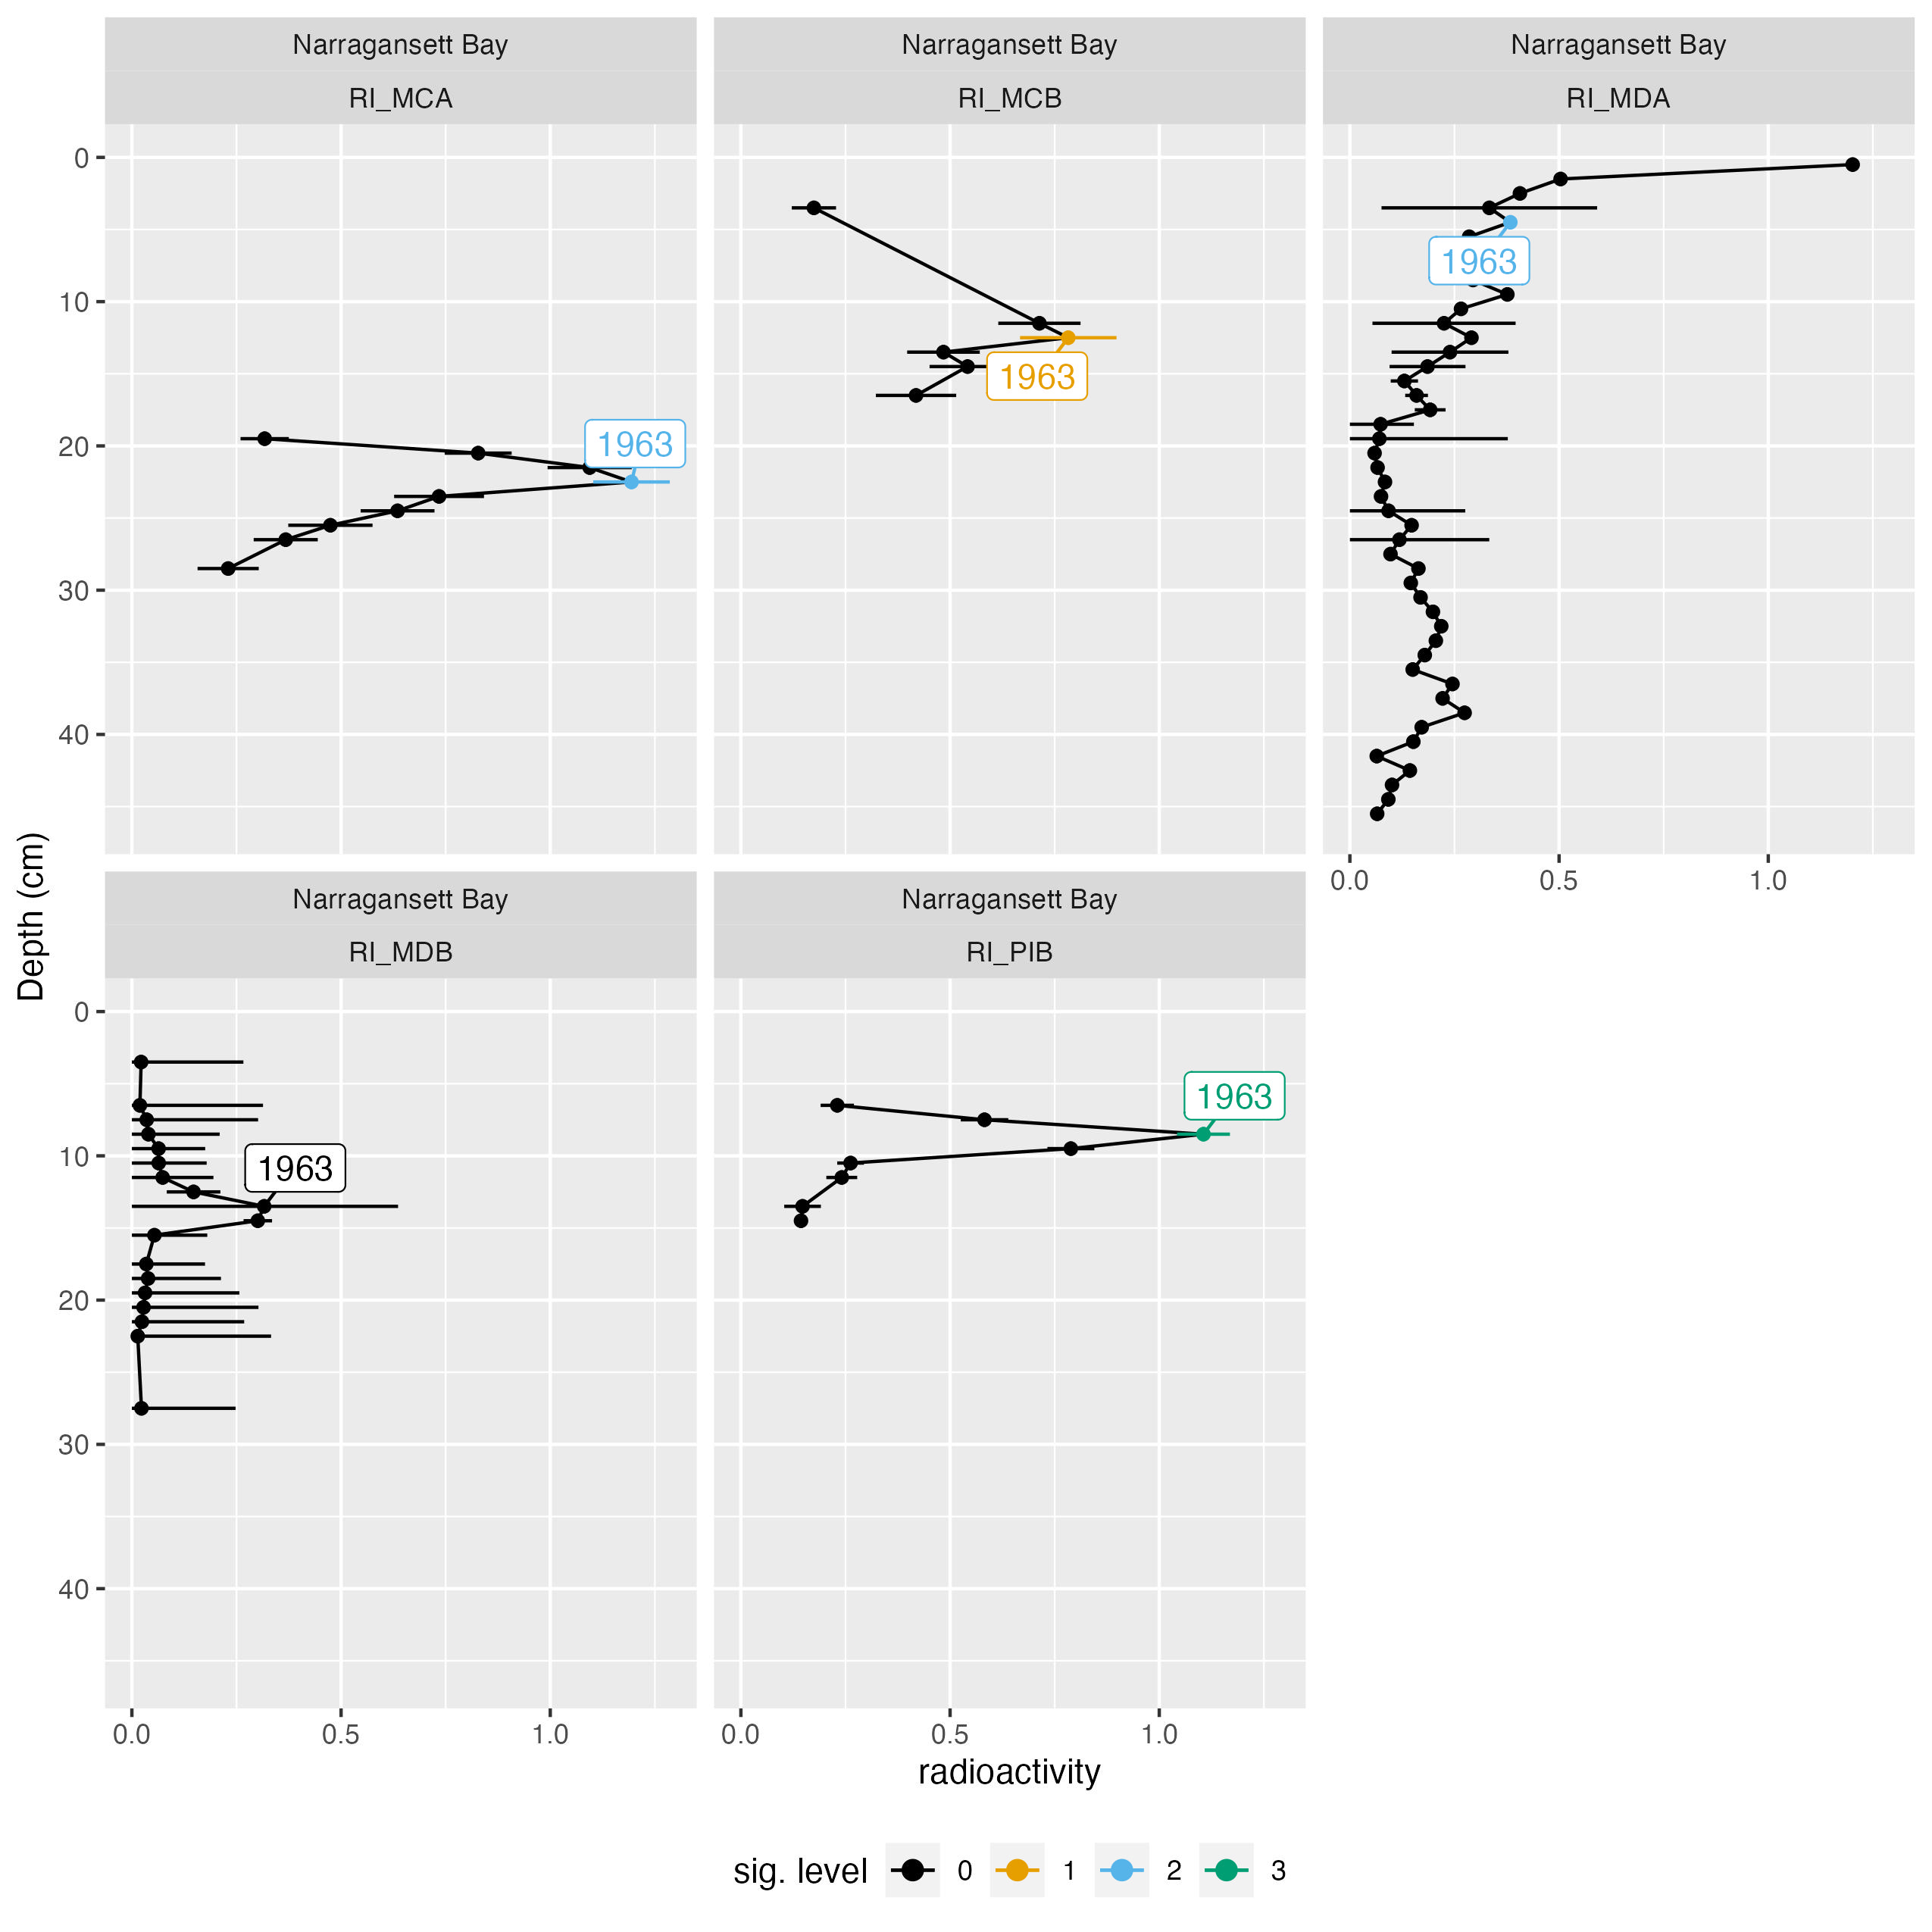 Narragansett Bay Narragansett Bay Narragansett Bay
RI_MCA RI_MCB RI_MDA
0
10
20
30
40
1963
1963
1963
0.0 0.5 1.0
Depth (cm)
Narragansett Bay Narragansett Bay
RI_MDB RI_PIB
0
10
20
30
40
1963
1963
0.0 0.5 1.0 0.0 0.5 1.0
radioactivity
sig. level 0 1 2 3